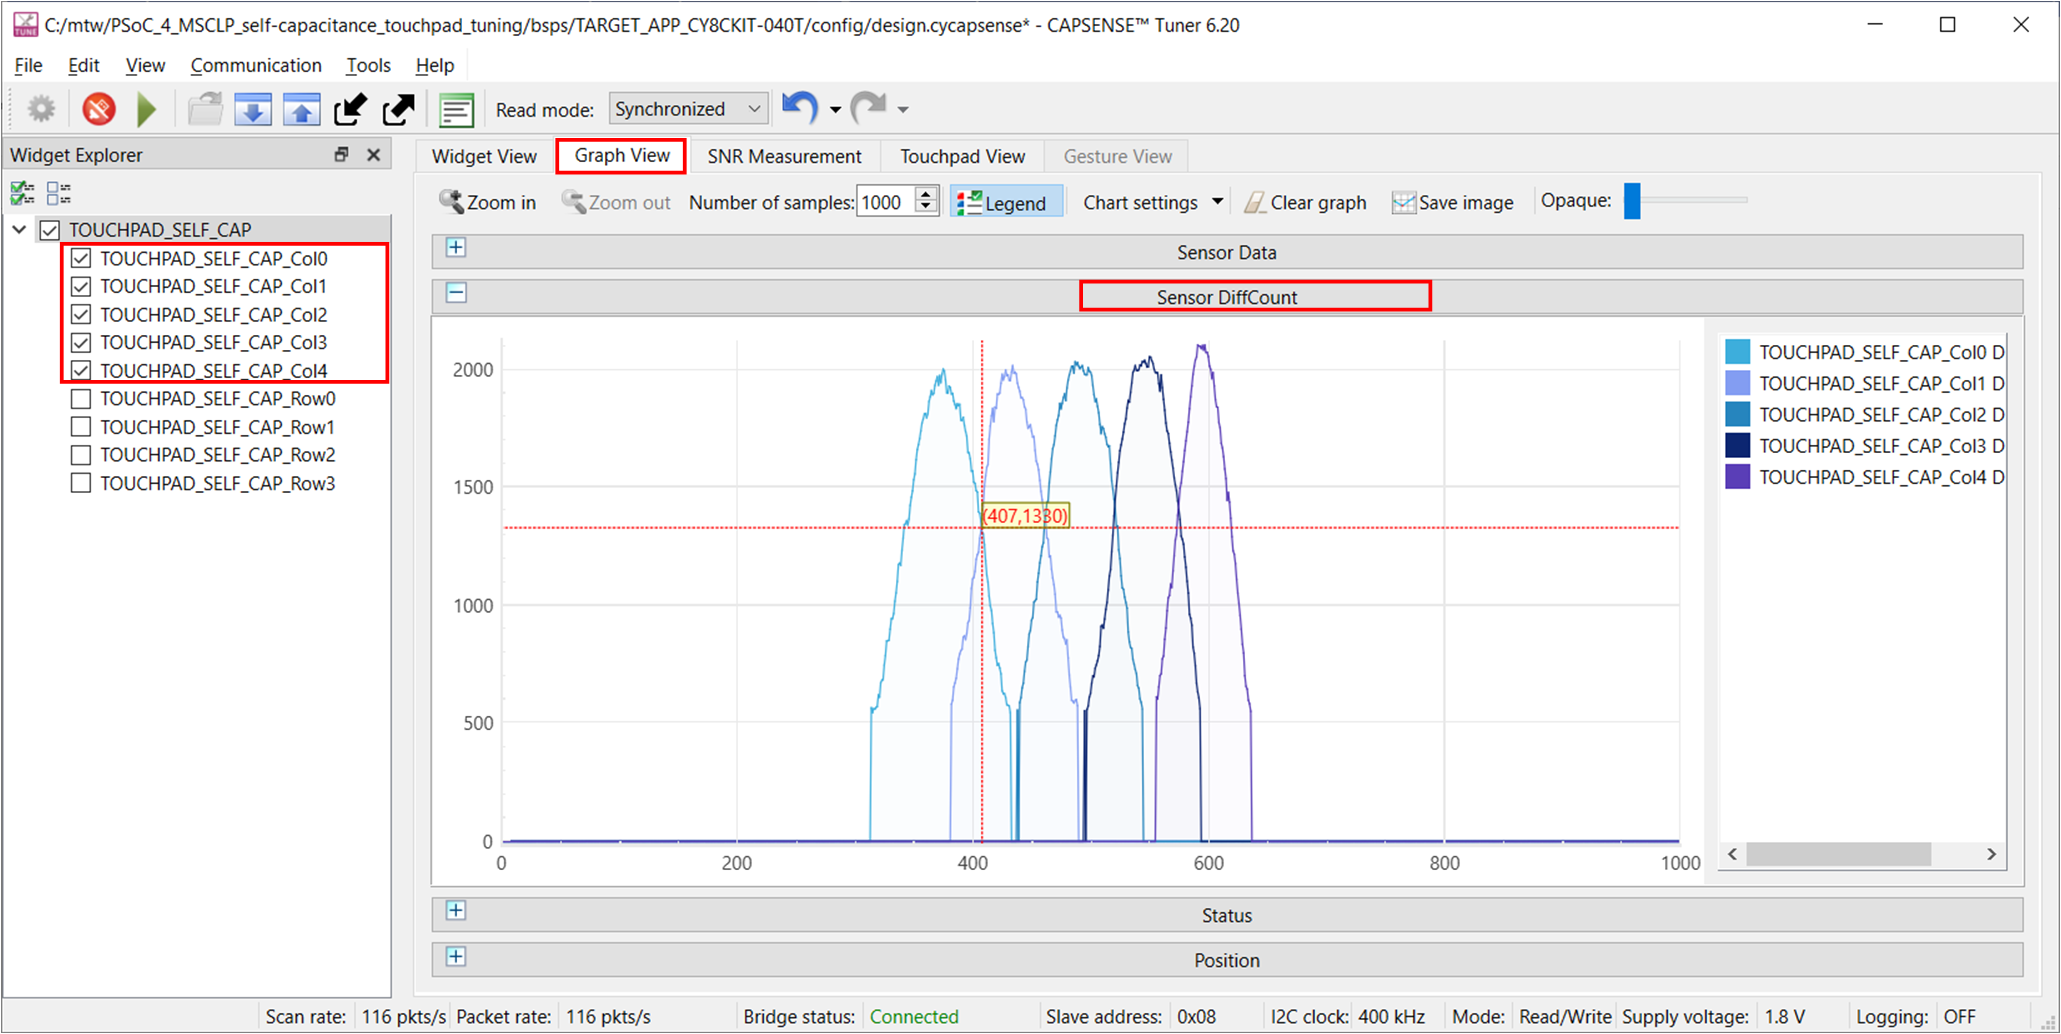 C:/mtw/PSoC_4_MSCLP_self-capacitance_touchpad_tuning/bsps/TARGET_APP_CY8CKIT-040T/config/design.cycapsense* - CAPSENSE™ Tuner 6.20
File Edit View Communication Tools Help
Read mode: Synchronized
Widget Explorer
TOUCHPAD_SELF_CAP
TOUCHPAD_SELF_CAP_Col0
TOUCHPAD_SELF_CAP_Col1
TOUCHPAD_SELF_CAP_Col2
TOUCHPAD_SELF_CAP_Col3
TOUCHPAD_SELF_CAP_Col4
TOUCHPAD_SELF_CAP_Row0
TOUCHPAD_SELF_CAP_Row1
TOUCHPAD_SELF_CAP_Row2
TOUCHPAD_SELF_CAP_Row3
Widget View Graph View SNR Measurement Touchpad View Gesture View
Zoom in Zoom out Number of samples: 1000 Legend Chart settings Clear graph Save image Opaque:
Sensor Data
Sensor DiffCount
2000
1500
1000
500
0
(407,1330)
0 200 400 600 800 1000
TOUCHPAD_SELF_CAP_Col0 D
TOUCHPAD_SELF_CAP_Col1 D
TOUCHPAD_SELF_CAP_Col2 D
TOUCHPAD_SELF_CAP_Col3 D
TOUCHPAD_SELF_CAP_Col4 D
Status
Position
Scan rate: 116 pkts/s Packet rate: 116 pkts/s Bridge status: Connected Slave address: 0x08 I2C clock: 400 kHz Mode: Read/Write Supply voltage: 1.8 V Logging: OFF